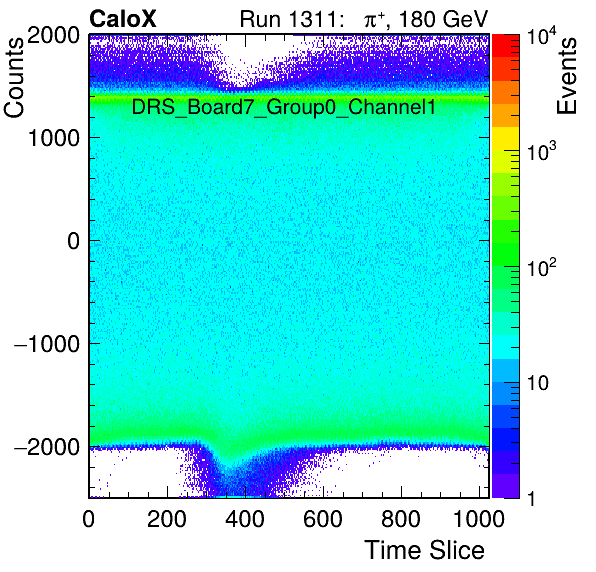 CaloX Run 1311: π⁺, 180 GeV
Counts
Events
DRS_Board7_Group0_Channel1
2000
1000
0
−1000
−2000
0 200 400 600 800 1000
Time Slice
10⁴
10³
10²
10
1